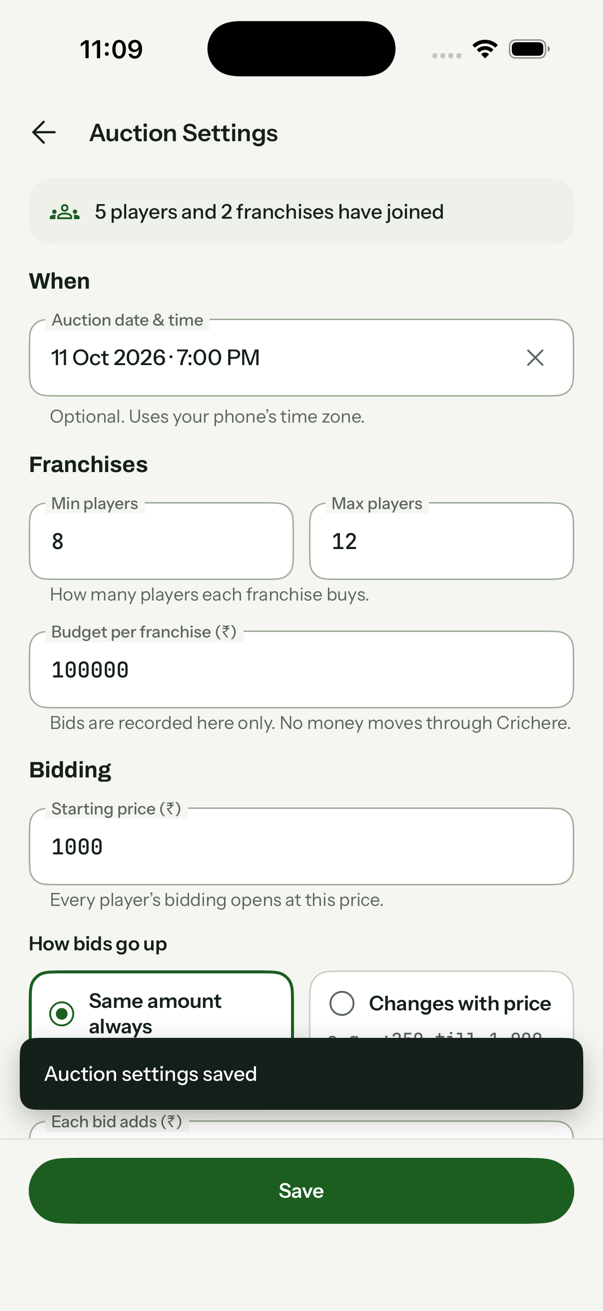 11:09
Auction Settings
5 players and 2 franchises have joined
When
Auction date & time
11 Oct 2026 · 7:00 PM
Optional. Uses your phone’s time zone.
Franchises
Min players
8
Max players
12
How many players each franchise buys.
Budget per franchise (₹)
100000
Bids are recorded here only. No money moves through Crichere.
Bidding
Starting price (₹)
1000
Every player’s bidding opens at this price.
How bids go up
Same amount
always
Changes with price
Auction settings saved
Each bid adds (₹)
Save